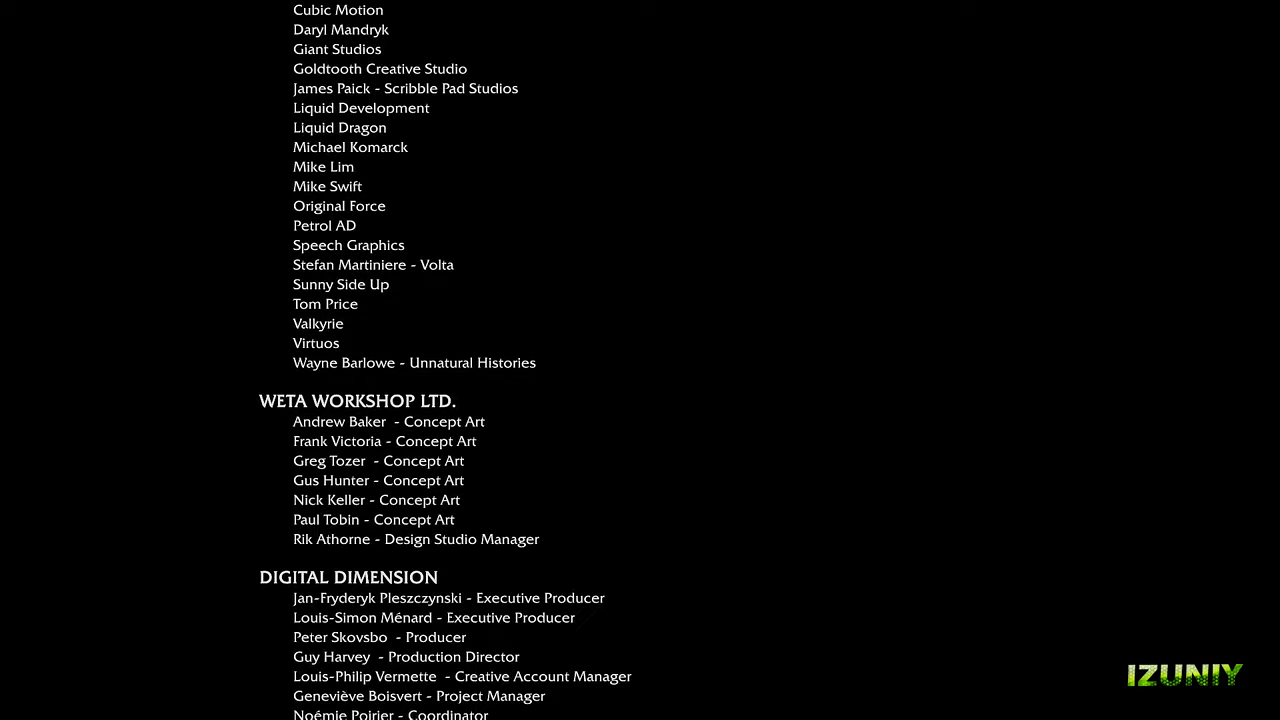 Cubic Motion
Daryl Mandryk
Giant Studios
Goldtooth Creative Studio
James Paick - Scribble Pad Studios
Liquid Development
Liquid Dragon
Michael Komarck
Mike Lim
Mike Swift
Original Force
Petrol AD
Speech Graphics
Stefan Martiniere - Volta
Sunny Side Up
Tom Price
Valkyrie
Virtuos
Wayne Barlowe - Unnatural Histories
WETA WORKSHOP LTD.
Andrew Baker  - Concept Art
Frank Victoria - Concept Art
Greg Tozer  - Concept Art
Gus Hunter - Concept Art
Nick Keller - Concept Art
Paul Tobin - Concept Art
Rik Athorne - Design Studio Manager
DIGITAL DIMENSION
Jan-Fryderyk Pleszczynski - Executive Producer
Louis-Simon Ménard - Executive Producer
Peter Skovsbo  - Producer
Guy Harvey  - Production Director
Louis-Philip Vermette  - Creative Account Manager
Geneviève Boisvert - Project Manager
Noémie Poirier - Coordinator
IZUNIY